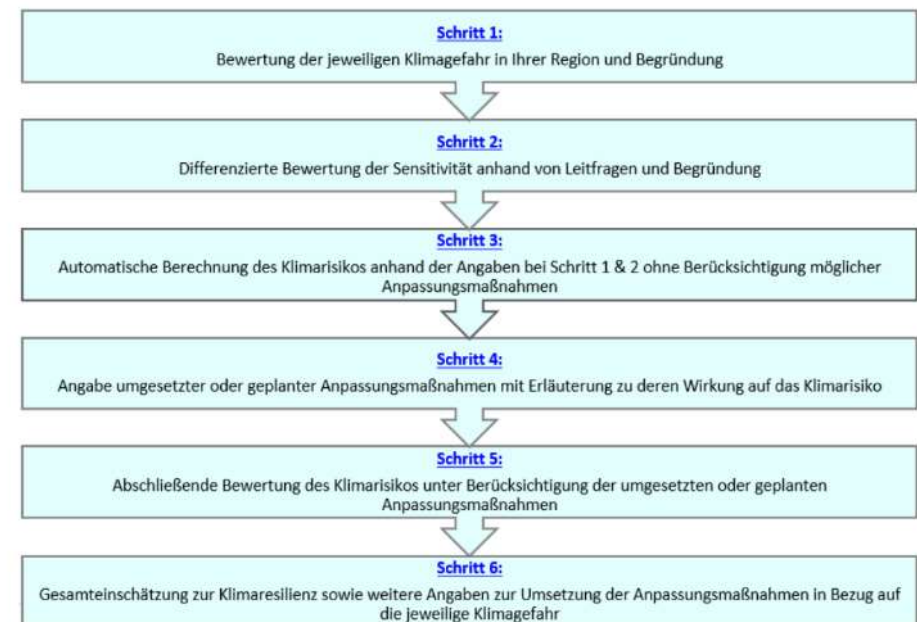 Schritt 1:
Bewertung der jeweiligen Klimagefahr in Ihrer Region und Begründung
Schritt 2:
Differenzierte Bewertung der Sensitivität anhand von Leitfragen und Begründung
Schritt 3:
Automatische Berechnung des Klimarisikos anhand der Angaben bei Schritt 1 & 2 ohne Berücksichtigung möglicher
Anpassungsmaßnahmen
Schritt 4:
Angabe umgesetzter oder geplanter Anpassungsmaßnahmen mit Erläuterung zu deren Wirkung auf das Klimarisiko
Schritt 5:
Abschließende Bewertung des Klimarisikos unter Berücksichtigung der umgesetzten oder geplanten
Anpassungsmaßnahmen
Schritt 6:
Gesamteinschätzung zur Klimaresilienz sowie weitere Angaben zur Umsetzung der Anpassungsmaßnahmen in Bezug auf
die jeweilige Klimagefahr